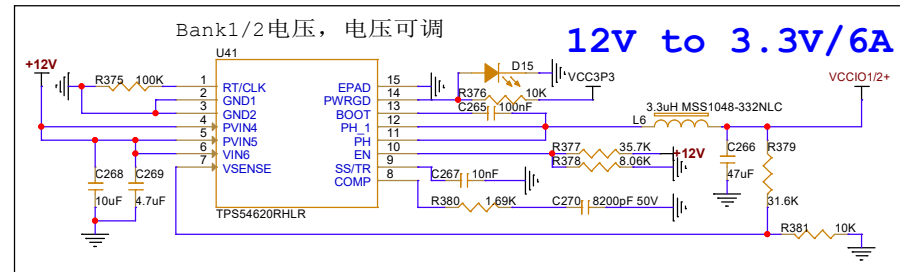 Bank1/2电压，电压可调
12V to 3.3V/6A
U41
D15
+12V
VCC3P3
VCCIO1/2+
R375 100K
1 RT/CLK EPAD 15
2 GND1 PWRGD 14
3 GND2 BOOT 13
4 PVIN4 PH_1 12
5 PVIN5 PH 11
6 VIN6 EN 10
7 VSENSE SS/TR 9
COMP 8
R376 10K
C265 100nF
3.3uH MSS1048-332NLC
L6
R377 35.7K
+12V
R378 8.06K
R379
31.6K
C266
47uF
C268
10uF
C269
4.7uF
C267 10nF
R380 1.69K
C270 8200pF 50V
TPS54620RHLR
R381 10K